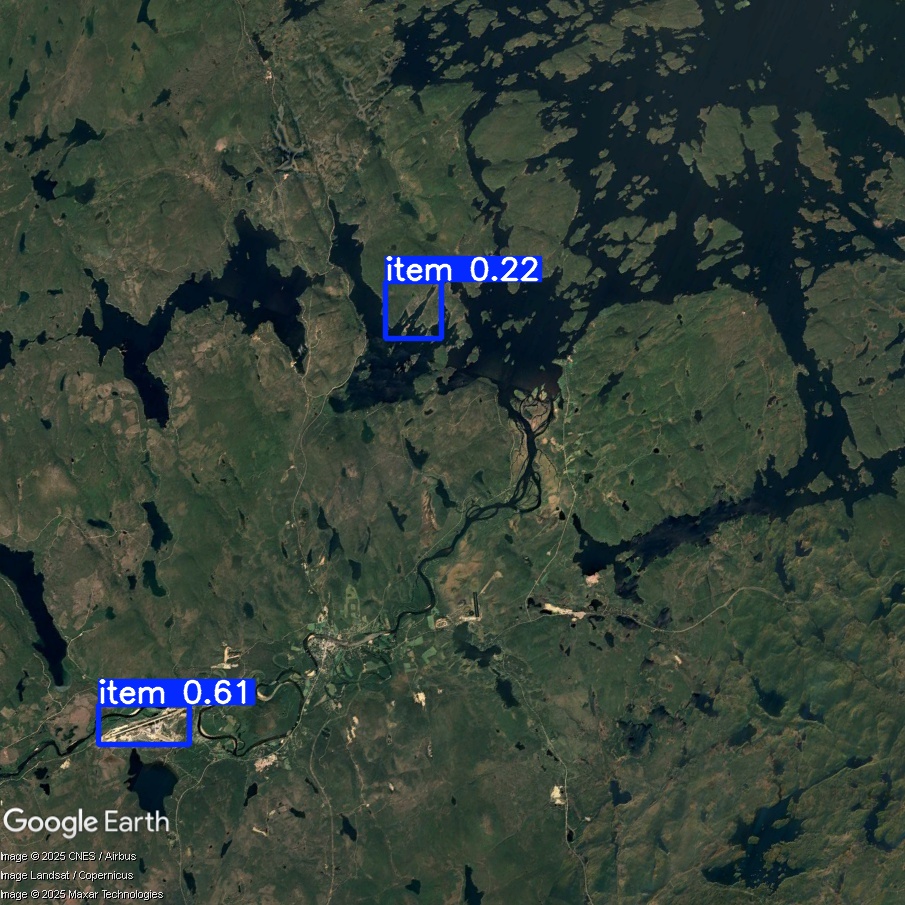 item 0.22
item 0.61
Google Earth
Image © 2025 CNES / Airbus
Image Landsat / Copernicus
Image © 2025 Maxar Technologies